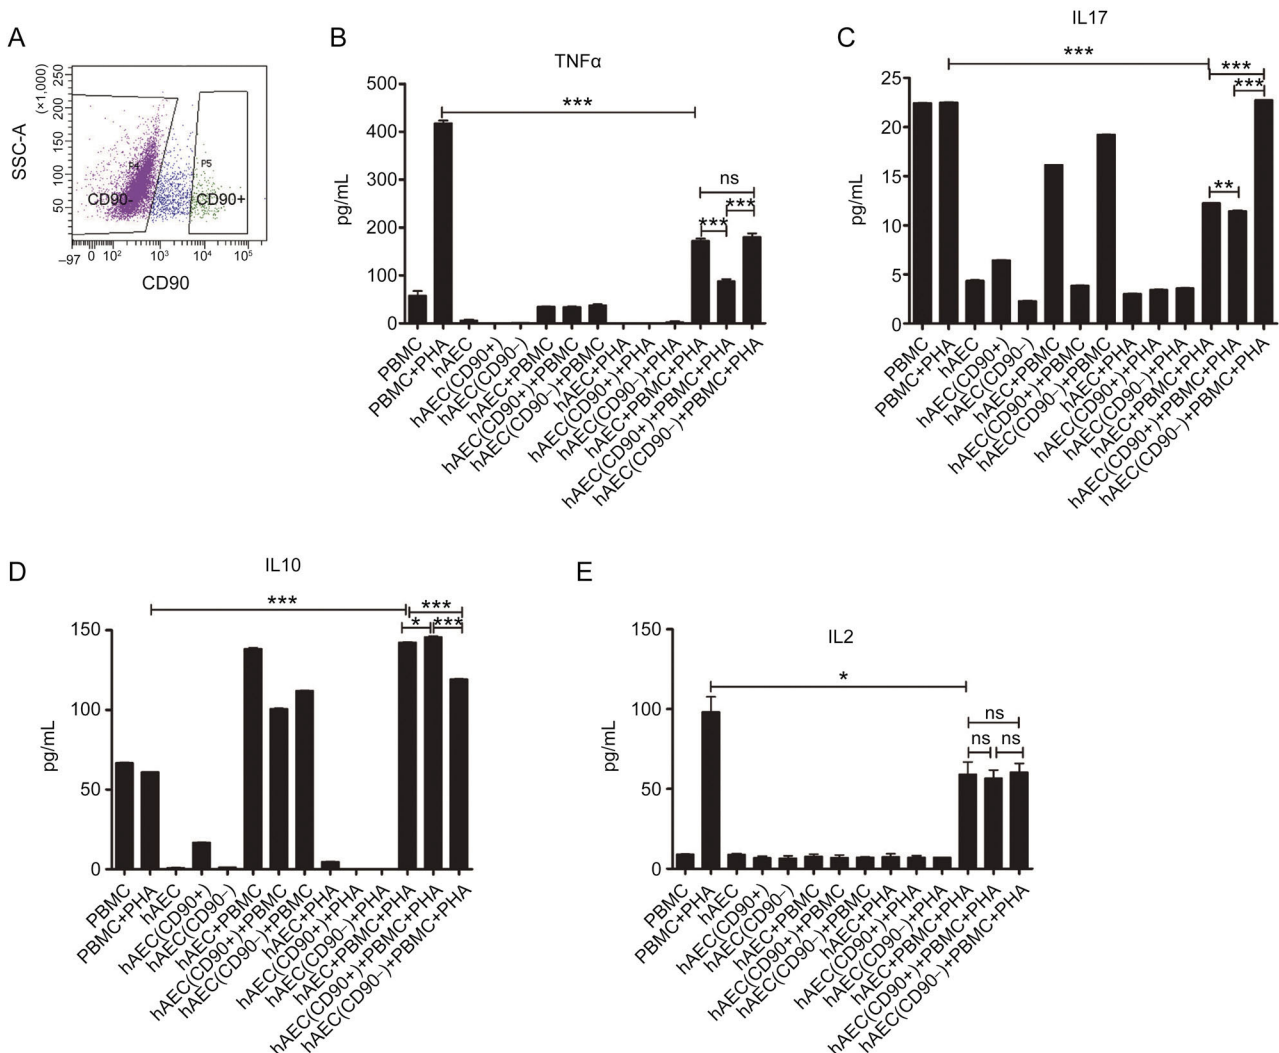 A
SSC-A
(×1,000)
250
200
150
100
50
P4
P5
CD90-
CD90+
−97 0 10² 10³ 10⁴ 10⁵
CD90
B
TNFα
***
ns
***
***
pg/mL
500
400
300
200
100
0
PBMC
PBMC+PHA
hAEC
hAEC(CD90+)
hAEC(CD90−)
hAEC+PBMC
hAEC(CD90+)+PBMC
hAEC(CD90−)+PBMC
hAEC+PHA
hAEC(CD90+)+PHA
hAEC(CD90−)+PHA
hAEC+PBMC+PHA
hAEC(CD90+)+PBMC+PHA
hAEC(CD90−)+PBMC+PHA
C
IL17
***
***
***
**
pg/mL
25
20
15
10
5
0
PBMC
PBMC+PHA
hAEC
hAEC(CD90+)
hAEC(CD90−)
hAEC+PBMC
hAEC(CD90+)+PBMC
hAEC(CD90−)+PBMC
hAEC+PHA
hAEC(CD90+)+PHA
hAEC(CD90−)+PHA
hAEC+PBMC+PHA
hAEC(CD90+)+PBMC+PHA
hAEC(CD90−)+PBMC+PHA
D
IL10
***
***
*
***
pg/mL
150
100
50
0
PBMC
PBMC+PHA
hAEC
hAEC(CD90+)
hAEC(CD90−)
hAEC+PBMC
hAEC(CD90+)+PBMC
hAEC(CD90−)+PBMC
hAEC+PHA
hAEC(CD90+)+PHA
hAEC(CD90−)+PHA
hAEC+PBMC+PHA
hAEC(CD90+)+PBMC+PHA
hAEC(CD90−)+PBMC+PHA
E
IL2
*
ns
ns
ns
pg/mL
150
100
50
0
PBMC
PBMC+PHA
hAEC
hAEC(CD90+)
hAEC(CD90−)
hAEC+PBMC
hAEC(CD90+)+PBMC
hAEC(CD90−)+PBMC
hAEC+PHA
hAEC(CD90+)+PHA
hAEC(CD90−)+PHA
hAEC+PBMC+PHA
hAEC(CD90+)+PBMC+PHA
hAEC(CD90−)+PBMC+PHA